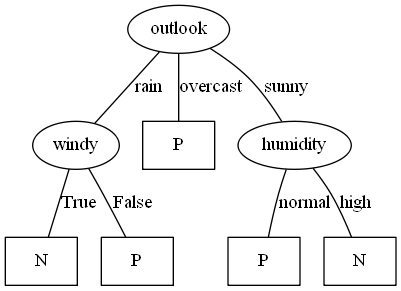 outlook
rain overcast sunny
windy P humidity
True False normal high
N P P N